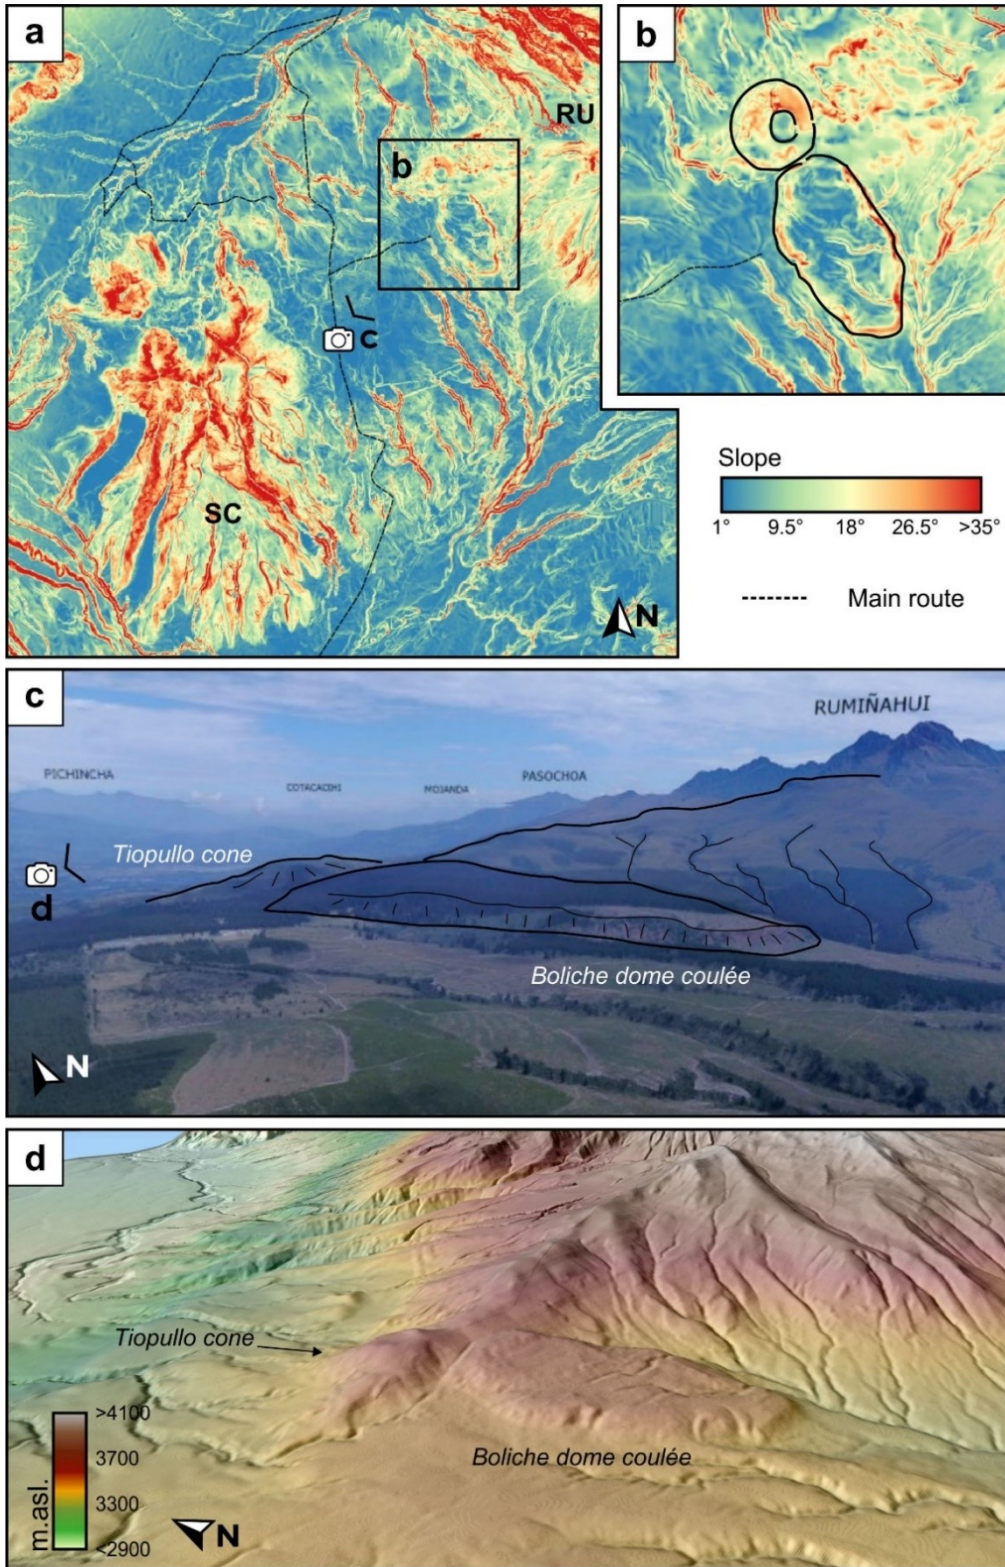 a
RU
b
c
SC
N
b
Slope
1° 9.5° 18° 26.5° >35°
Main route
c
RUMIÑAHUI
PICHINCHA
COTACACHI
MOJANDA
PASOCHOA
Tiopullo cone
d
Boliche dome coulée
N
d
Tiopullo cone
>4100
3700
3300
<2900
m.asl.
Boliche dome coulée
N